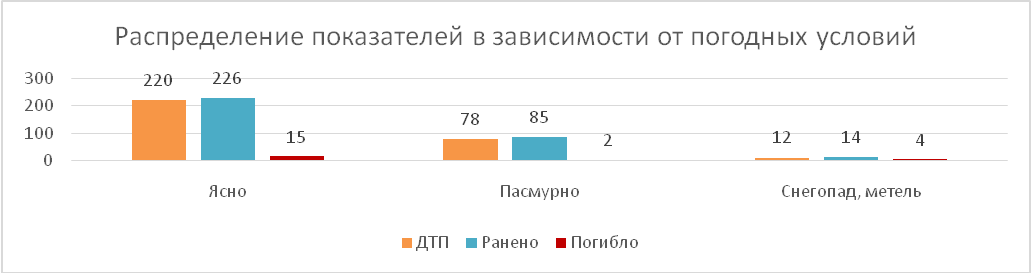 Распределение показателей в зависимости от погодных условий
300
200
100
0
220
226
15
78
85
2
12
14
4
Ясно
Пасмурно
Снегопад, метель
ДТП Ранено Погибло